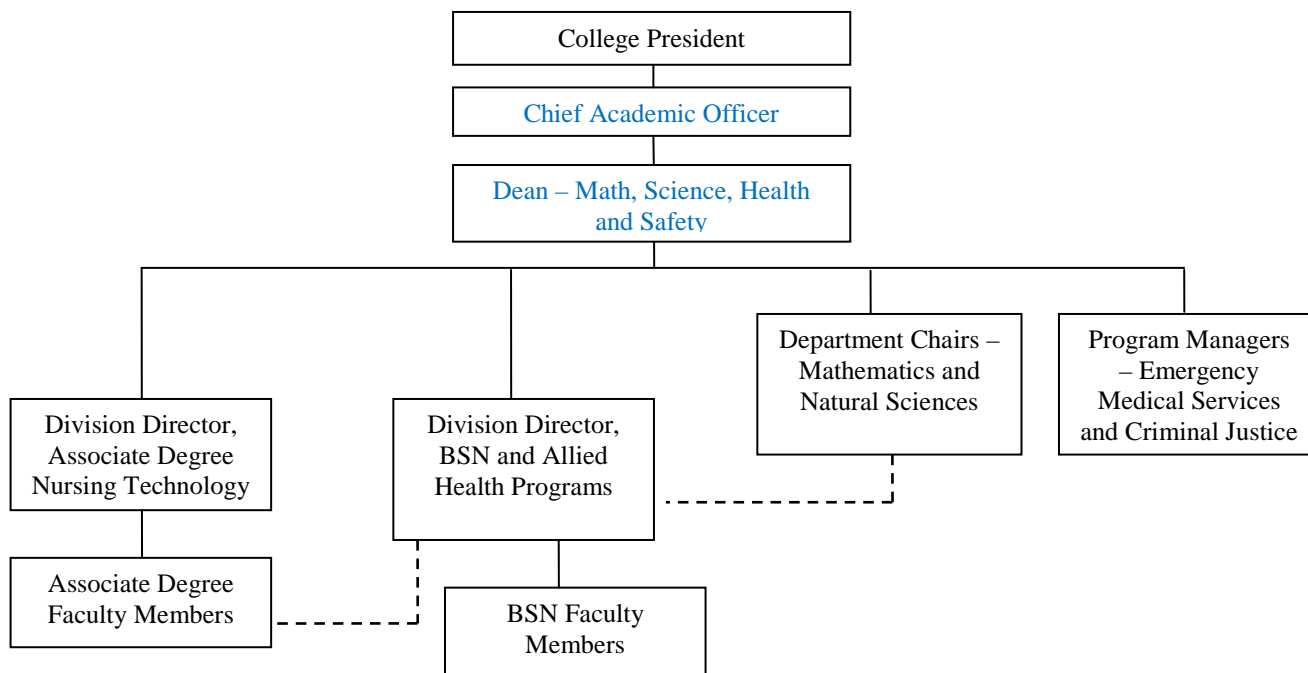 College President
Chief Academic Officer
Dean – Math, Science, Health
and Safety
Division Director,
Associate Degree
Nursing Technology
Division Director,
BSN and Allied
Health Programs
Department Chairs –
Mathematics and
Natural Sciences
Program Managers
– Emergency
Medical Services
and Criminal Justice
Associate Degree
Faculty Members
BSN Faculty
Members